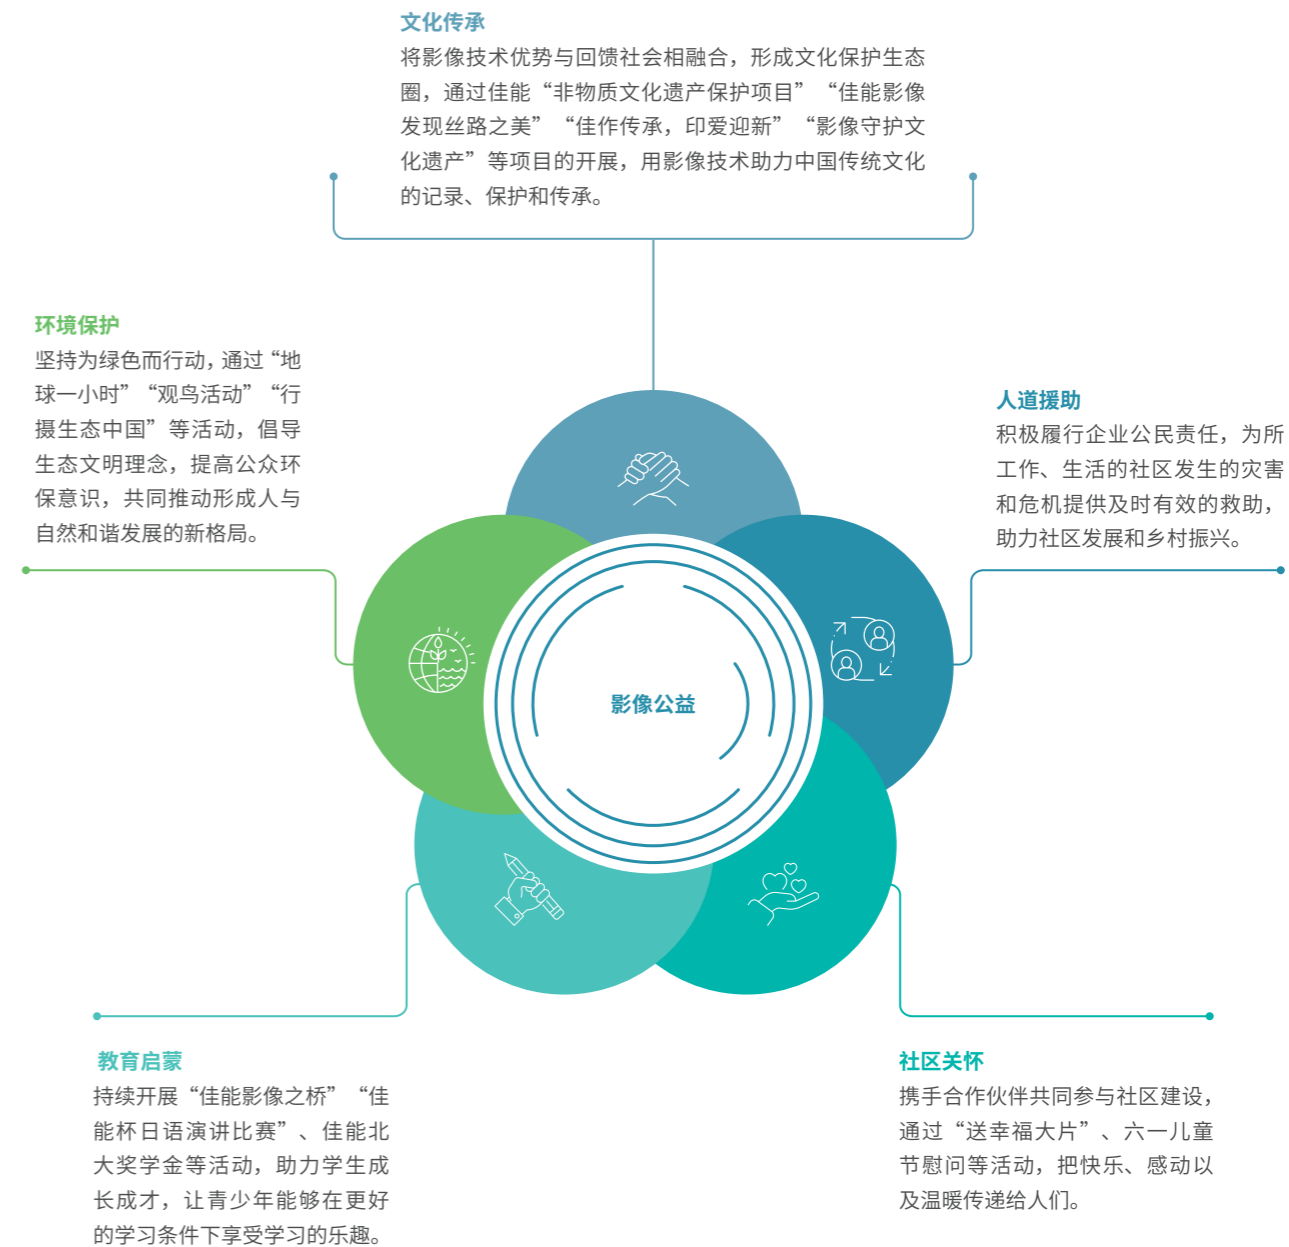 文化传承
将影像技术优势与回馈社会相融合，形成文化保护生态
圈，通过佳能“非物质文化遗产保护项目”“佳能影像
发现丝路之美”“佳作传承，印爱迎新”“影像守护文
化遗产”等项目的开展，用影像技术助力中国传统文化
的记录、保护和传承。
环境保护
坚持为绿色而行动，通过“地
球一小时”“观鸟活动”“行
摄生态中国”等活动，倡导
生态文明理念，提高公众环
保意识，共同推动形成人与
自然和谐发展的新格局。
人道援助
积极履行企业公民责任，为所
工作、生活的社区发生的灾害
和危机提供及时有效的救助，
助力社区发展和乡村振兴。
影像公益
教育启蒙
持续开展“佳能影像之桥”“佳
能杯日语演讲比赛”、佳能北
大奖学金等活动，助力学生成
长成才，让青少年能够在更好
的学习条件下享受学习的乐趣。
社区关怀
携手合作伙伴共同参与社区建设，
通过“送幸福大片”、六一儿童
节慰问等活动，把快乐、感动以
及温暖传递给人们。